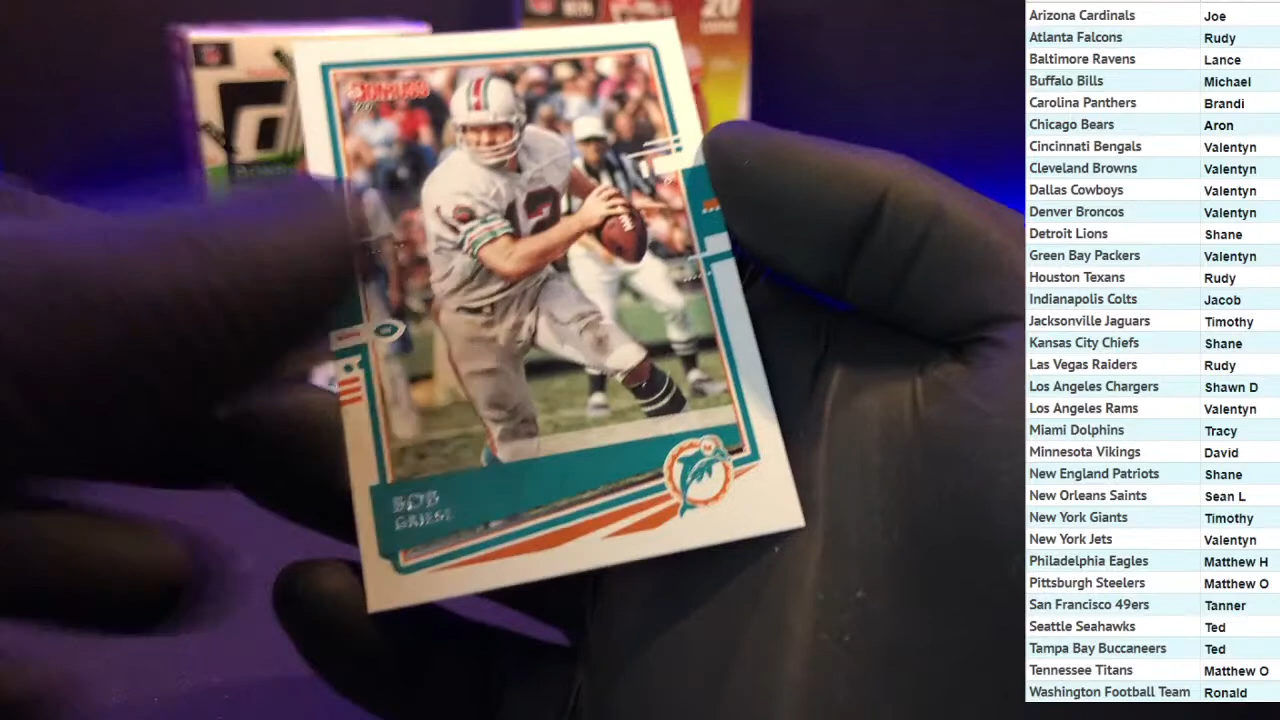 DONRUSS
20
12
BOB
GRIESE
Arizona Cardinals Joe
Atlanta Falcons Rudy
Baltimore Ravens Lance
Buffalo Bills Michael
Carolina Panthers Brandi
Chicago Bears Aron
Cincinnati Bengals Valentyn
Cleveland Browns Valentyn
Dallas Cowboys Valentyn
Denver Broncos Valentyn
Detroit Lions Shane
Green Bay Packers Valentyn
Houston Texans Rudy
Indianapolis Colts Jacob
Jacksonville Jaguars Timothy
Kansas City Chiefs Shane
Las Vegas Raiders Rudy
Los Angeles Chargers Shawn D
Los Angeles Rams Valentyn
Miami Dolphins Tracy
Minnesota Vikings David
New England Patriots Shane
New Orleans Saints Sean L
New York Giants Timothy
New York Jets Valentyn
Philadelphia Eagles Matthew H
Pittsburgh Steelers Matthew O
San Francisco 49ers Tanner
Seattle Seahawks Ted
Tampa Bay Buccaneers Ted
Tennessee Titans Matthew O
Washington Football Team Ronald